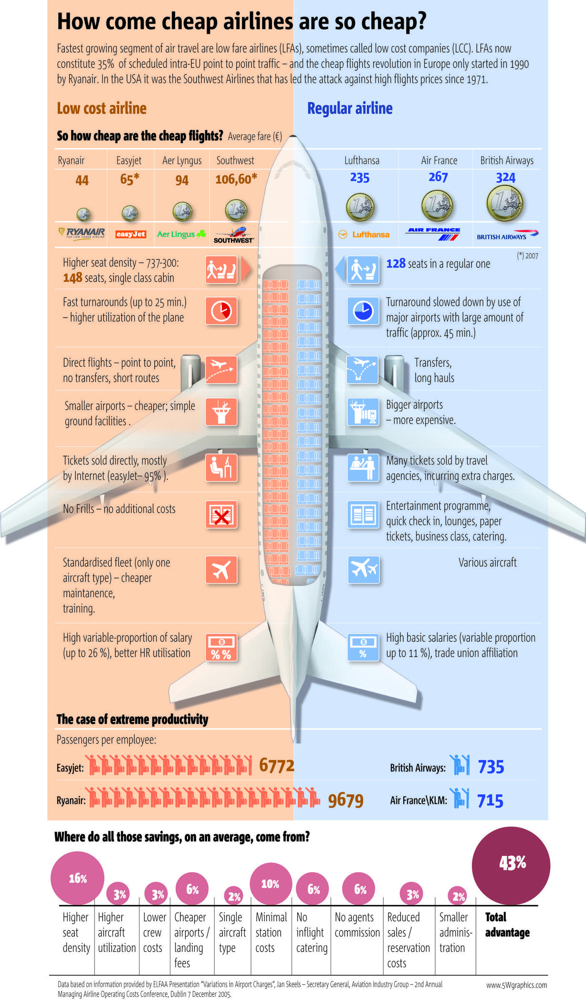 How come cheap airlines are so cheap?
Fastest growing segment of air travel are low fare airlines (LFAs), sometimes called low cost companies (LCC). LFAs now
constitute 35% of scheduled intra-EU point to point traffic – and the cheap flights revolution in Europe only started in 1990
by Ryanair. In the USA it was the Southwest Airlines that has led the attack against high flights prices since 1971.
Low cost airline
Regular airline
So how cheap are the cheap flights? Average fare (€)
Ryanair Easyjet Aer Lyngus Southwest Lufthansa Air France British Airways
44 65* 94 106,60* 235 267 324
RYANAIR
THE LOW FARES AIRLINE
easyJet
Aer Lingus
SOUTHWEST
Lufthansa
AIR FRANCE
BRITISH AIRWAYS
(*) 2007
Higher seat density – 737-300:
148 seats, single class cabin
128 seats in a regular one
Fast turnarounds (up to 25 min.)
– higher utilization of the plane
Turnaround slowed down by use of
major airports with large amount of
traffic (approx. 45 min.)
Direct flights – point to point,
no transfers, short routes
Transfers,
long hauls
Smaller airports – cheaper; simple
ground facilities .
Bigger airports
– more expensive.
Tickets sold directly, mostly
by Internet (easyJet– 95% ).
Many tickets sold by travel
agencies, incurring extra charges.
No Frills – no additional costs
Entertainment programme,
quick check in, lounges, paper
tickets, business class, catering.
Standardised fleet (only one
aircraft type) – cheaper
maintanence,
training.
Various aircraft
High variable-proportion of salary
(up to 26 %), better HR utilisation
%%
High basic salaries (variable proportion
up to 11 %), trade union affiliation
%
The case of extreme productivity
Passengers per employee:
Easyjet: 6772
British Airways: 735
Ryanair: 9679
Air France\KLM: 715
Where do all those savings, on an average, come from?
16% 3% 3% 6% 2% 10% 6% 6% 3% 2% 43%
Higher
seat
density
Higher
aircraft
utilization
Lower
crew
costs
Cheaper
airports /
landing
fees
Single
aircraft
type
Minimal
station
costs
No
inflight
catering
No agents
commission
Reduced
sales /
reservation
costs
Smaller
adminis-
tration
Total
advantage
Data based on information provided by ELFAA Presentation “Variations in Airport Charges”, Jan Skeels – Secretary General, Aviation Industry Group – 2nd Annual
Managing Airline Operating Costs Conference, Dublin 7 December 2005.
www.5Wgraphics.com